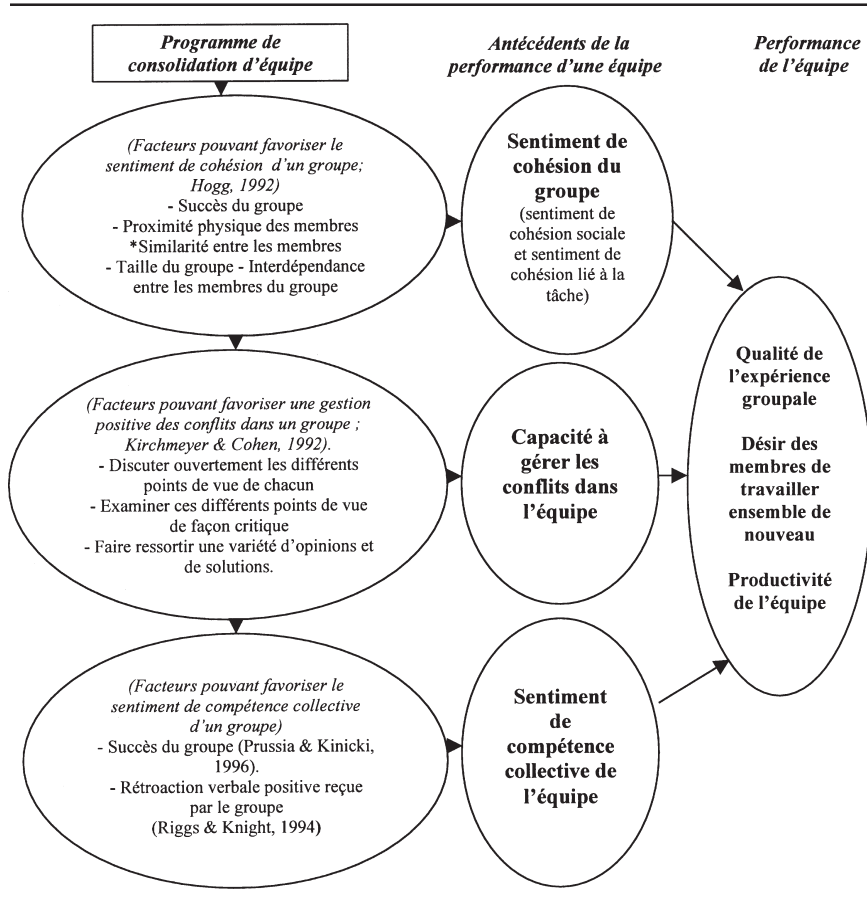 Programme de
consolidation d'équipe
Antécédents de la
performance d'une équipe
Performance
de l'équipe
(Facteurs pouvant favoriser le
sentiment de cohésion d'un groupe;
Hogg, 1992)
- Succès du groupe
- Proximité physique des membres
*Similarité entre les membres
- Taille du groupe - Interdépendance
entre les membres du groupe
Sentiment de
cohésion du
groupe
(sentiment de
cohésion sociale
et sentiment de
cohésion lié à la
tâche)
(Facteurs pouvant favoriser une gestion
positive des conflits dans un groupe ;
Kirchmeyer & Cohen, 1992).
- Discuter ouvertement les différents
points de vue de chacun
- Examiner ces différents points de vue
de façon critique
- Faire ressortir une variété d'opinions et
de solutions.
Capacité à
gérer les
conflits dans
l'équipe
(Facteurs pouvant favoriser le
sentiment de compétence collective
d'un groupe)
- Succès du groupe (Prussia & Kinicki,
1996).
- Rétroaction verbale positive reçue
par le groupe
(Riggs & Knight, 1994)
Sentiment
de
compétence
collective de
l'équipe
Qualité de
l'expérience
groupale
Désir des
membres de
travailler
ensemble de
nouveau
Productivité
de l'équipe